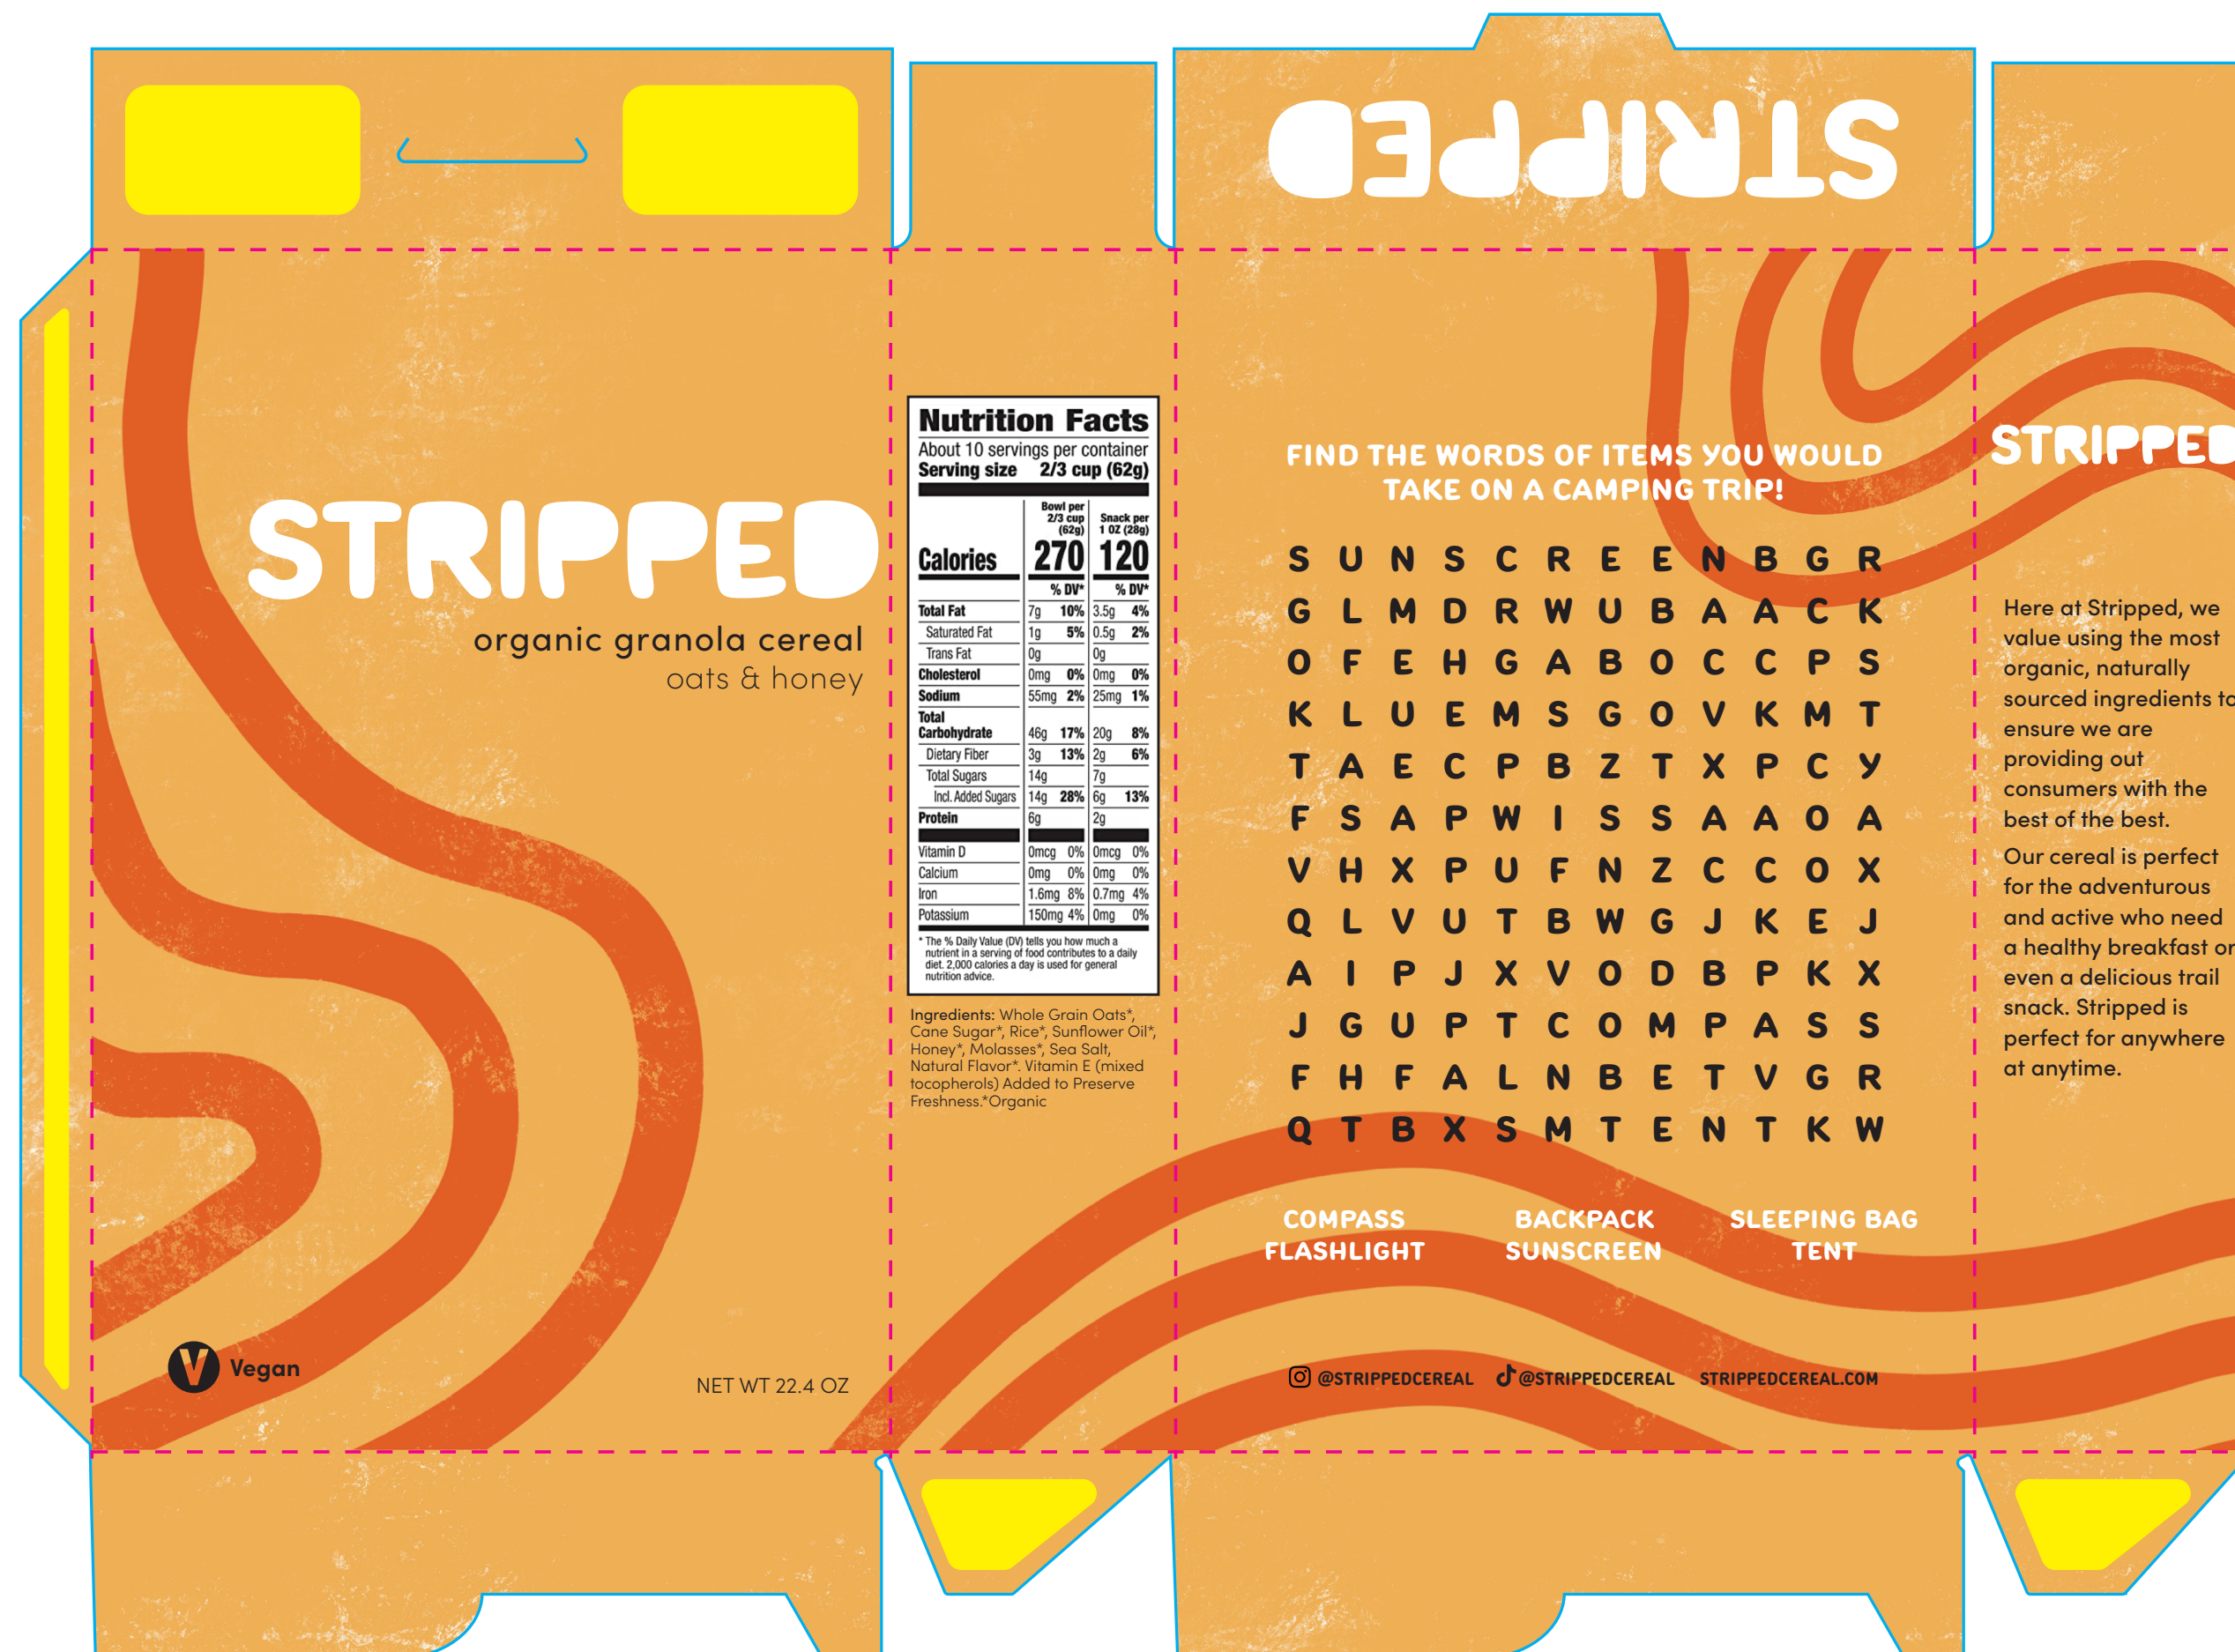 STRIPPED
STRIPPED
organic granola cereal
oats & honey
V Vegan
NET WT 22.4 OZ
Nutrition Facts
About 10 servings per container
Serving size 2/3 cup (62g)
Bowl per
2/3 cup
(62g)
Snack per
1 OZ (28g)
Calories 270 120
% DV* % DV*
Total Fat 7g 10% 3.5g 4%
Saturated Fat 1g 5% 0.5g 2%
Trans Fat 0g 0g
Cholesterol 0mg 0% 0mg 0%
Sodium 55mg 2% 25mg 1%
Total
Carbohydrate 46g 17% 20g 8%
Dietary Fiber 3g 13% 2g 6%
Total Sugars 14g 7g
Incl. Added Sugars 14g 28% 6g 13%
Protein 6g 2g
Vitamin D 0mcg 0% 0mcg 0%
Calcium 0mg 0% 0mg 0%
Iron 1.6mg 8% 0.7mg 4%
Potassium 150mg 4% 0mg 0%
* The % Daily Value (DV) tells you how much a
nutrient in a serving of food contributes to a daily
diet. 2,000 calories a day is used for general
nutrition advice.
Ingredients: Whole Grain Oats*,
Cane Sugar*, Rice*, Sunflower Oil*,
Honey*, Molasses*, Sea Salt,
Natural Flavor*. Vitamin E (mixed
tocopherols) Added to Preserve
Freshness.*Organic
FIND THE WORDS OF ITEMS YOU WOULD
TAKE ON A CAMPING TRIP!
S U N S C R E E N B G R
G L M D R W U B A A C K
O F E H G A B O C C P S
K L U E M S G O V K M T
T A E C P B Z T X P C Y
F S A P W I S S A A O A
V H X P U F N Z C C O X
Q L V U T B W G J K E J
A I P J X V O D B P K X
J G U P T C O M P A S S
F H F A L N B E T V G R
Q T B X S M T E N T K W
COMPASS BACKPACK SLEEPING BAG
FLASHLIGHT SUNSCREEN TENT
@STRIPPEDCEREAL @STRIPPEDCEREAL STRIPPEDCEREAL.COM
STRIPPED
Here at Stripped, we
value using the most
organic, naturally
sourced ingredients to
ensure we are
providing out
consumers with the
best of the best.
Our cereal is perfect
for the adventurous
and active who need
a healthy breakfast or
even a delicious trail
snack. Stripped is
perfect for anywhere
at anytime.